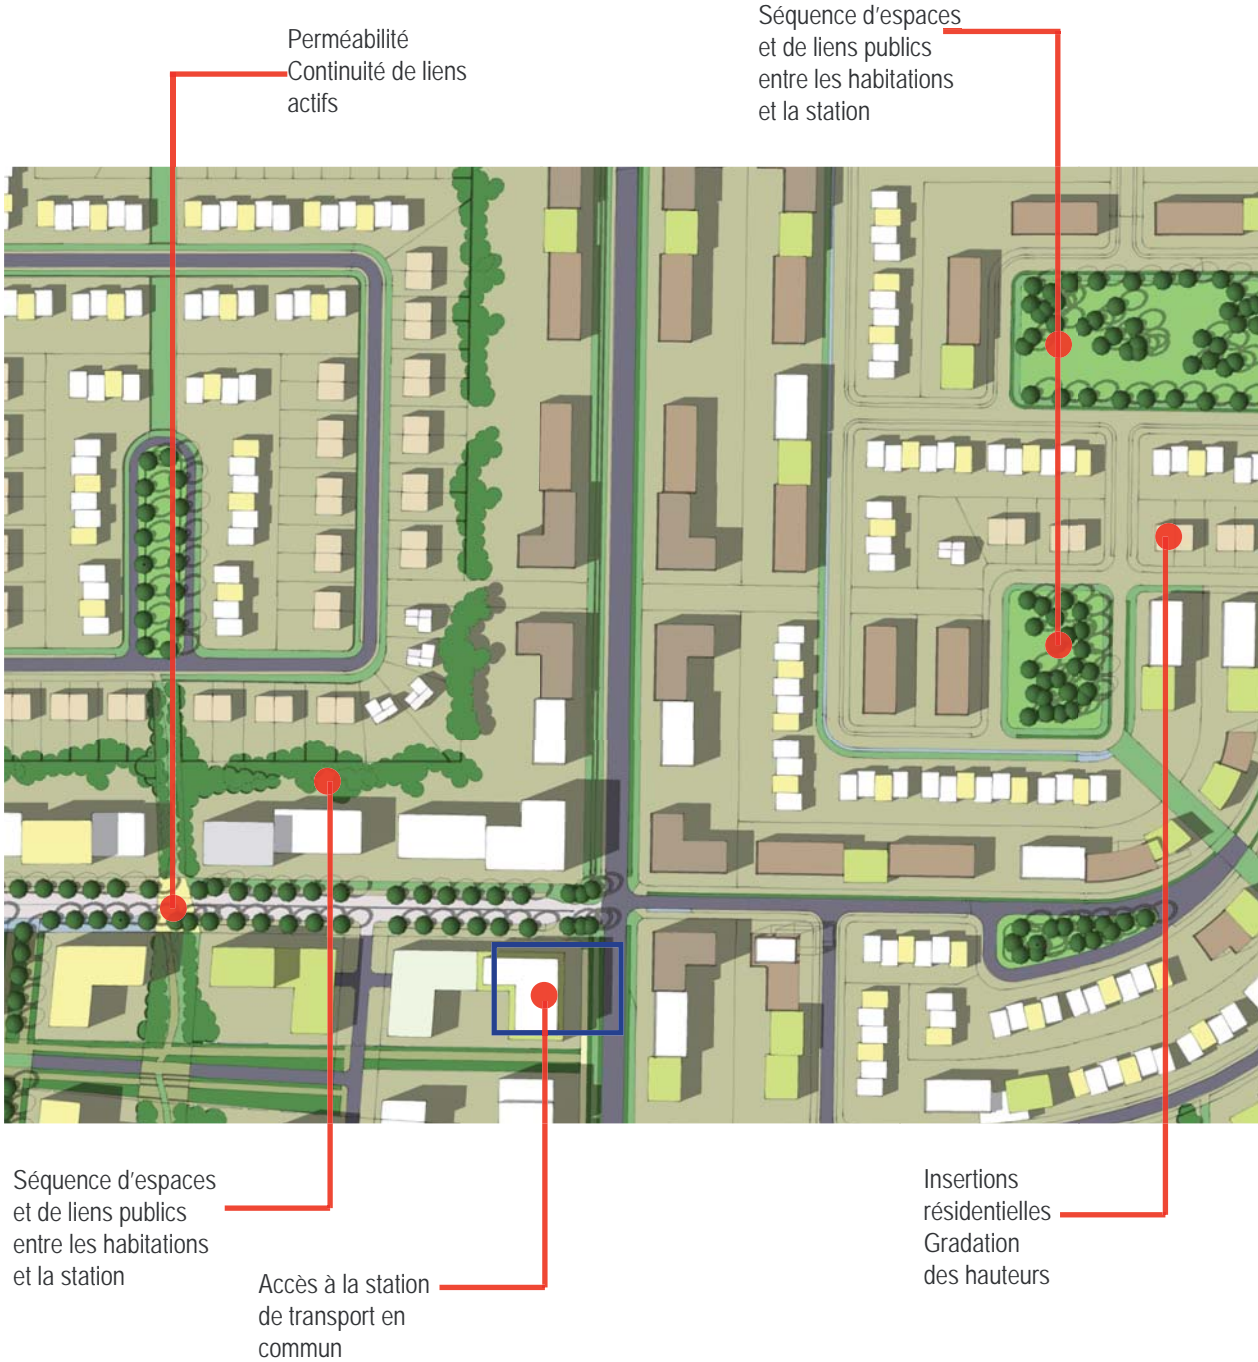 Perméabilité
Continuité de liens
actifs
Séquence d'espaces
et de liens publics
entre les habitations
et la station
Séquence d'espaces
et de liens publics
entre les habitations
et la station
Accès à la station
de transport en
commun
Insertions
résidentielles
Gradation
des hauteurs